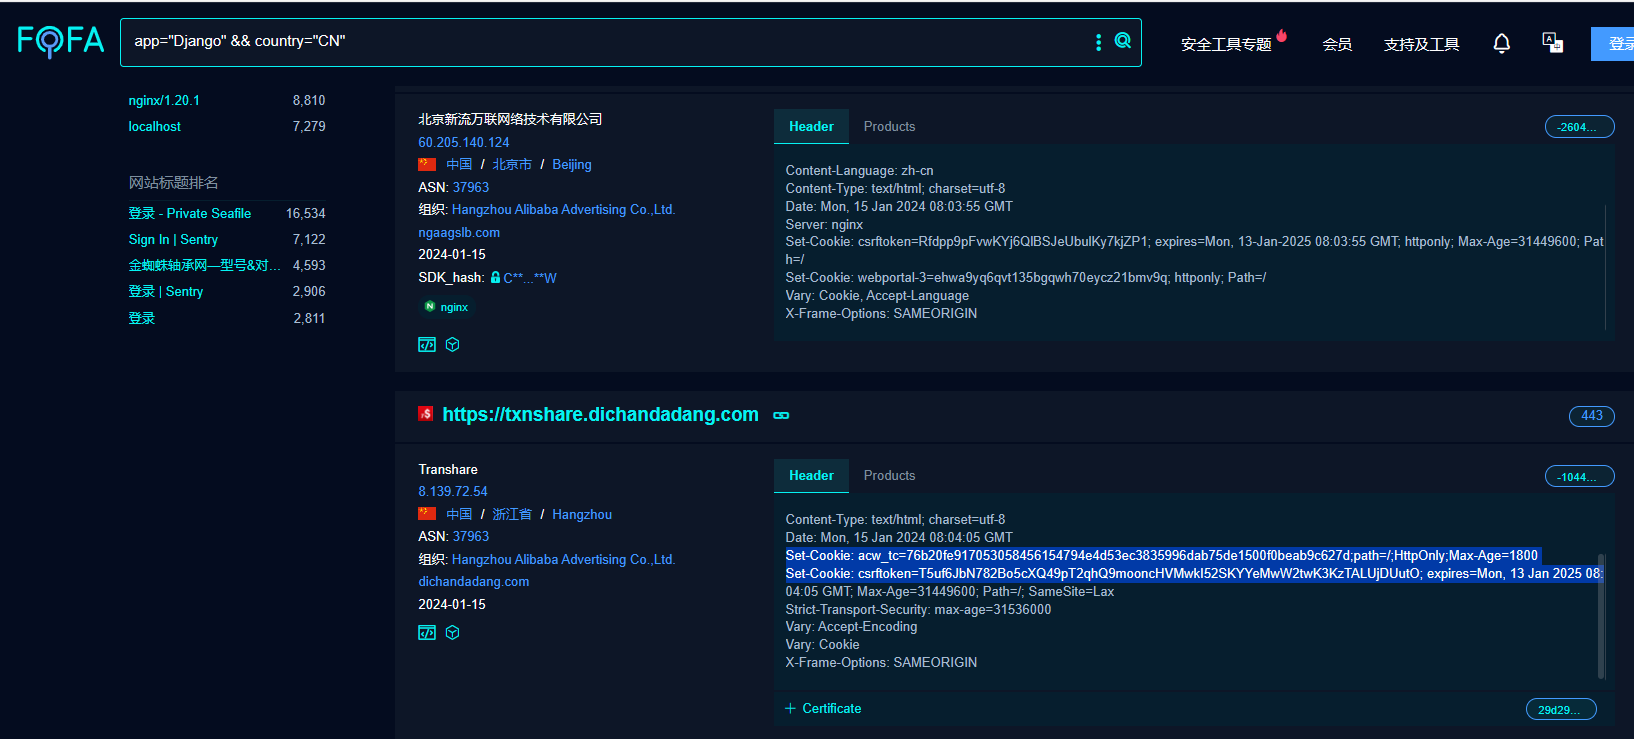 FOFA
app="Django" && country="CN"
安全工具专题
会员
支持及工具
登录
nginx/1.20.1 8,810
localhost 7,279
网站标题排名
登录 - Private Seafile 16,534
Sign In | Sentry 7,122
金蜘蛛轴承网—型号&对... 4,593
登录 | Sentry 2,906
登录 2,811
北京新流万联网络技术有限公司
60.205.140.124
中国 / 北京市 / Beijing
ASN: 37963
组织: Hangzhou Alibaba Advertising Co.,Ltd.
ngaagslb.com
2024-01-15
SDK_hash: C**...**W
nginx
Header Products
-2604...
Content-Language: zh-cn
Content-Type: text/html; charset=utf-8
Date: Mon, 15 Jan 2024 08:03:55 GMT
Server: nginx
Set-Cookie: csrftoken=Rfdpp9pFvwKYj6QIBSJeUbulKy7kjZP1; expires=Mon, 13-Jan-2025 08:03:55 GMT; httponly; Max-Age=31449600; Pat
h=/
Set-Cookie: webportal-3=ehwa9yq6qvt135bgqwh70eycz21bmv9q; httponly; Path=/
Vary: Cookie, Accept-Language
X-Frame-Options: SAMEORIGIN
https://txnshare.dichandadang.com
443
Transhare
8.139.72.54
中国 / 浙江省 / Hangzhou
ASN: 37963
组织: Hangzhou Alibaba Advertising Co.,Ltd.
dichandadang.com
2024-01-15
Header Products
-1044...
Content-Type: text/html; charset=utf-8
Date: Mon, 15 Jan 2024 08:04:05 GMT
Set-Cookie: acw_tc=76b20fe917053058456154794e4d53ec3835996dab75de1500f0beab9c627d;path=/;HttpOnly;Max-Age=1800
Set-Cookie: csrftoken=T5uf6JbN782Bo5cXQ49pT2qhQ9mooncHVMwkI52SKYYeMwW2twK3KzTALUjDUutO; expires=Mon, 13 Jan 2025 08:
04:05 GMT; Max-Age=31449600; Path=/; SameSite=Lax
Strict-Transport-Security: max-age=31536000
Vary: Accept-Encoding
Vary: Cookie
X-Frame-Options: SAMEORIGIN
+ Certificate
29d29...